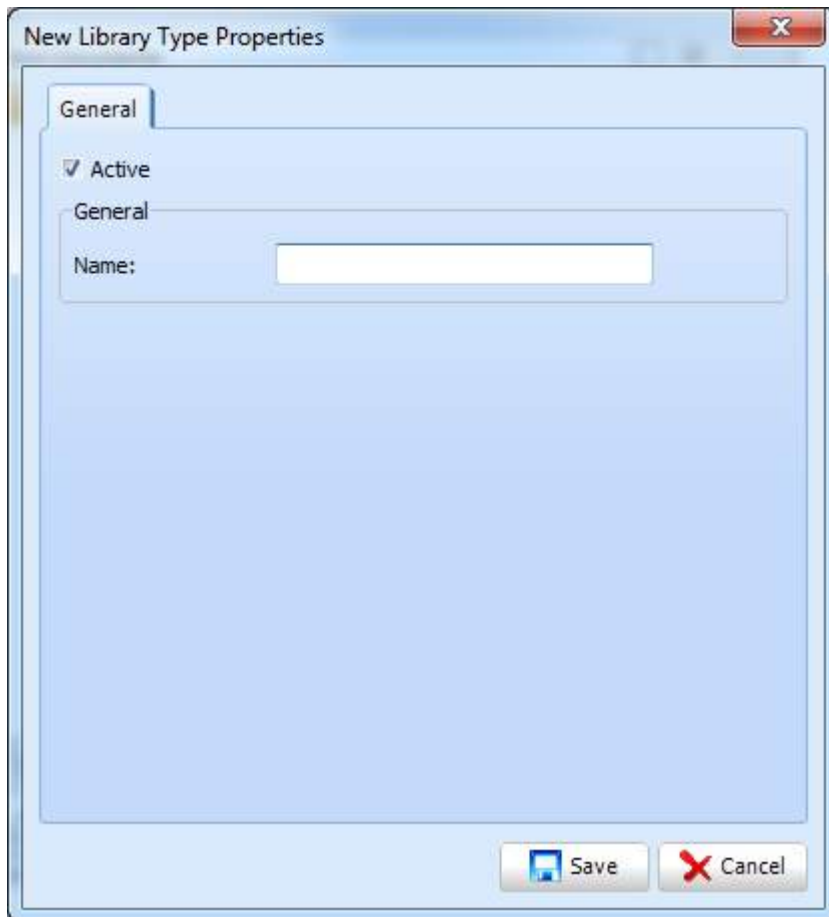 New Library Type Properties
General
Active
General
Name:
Save Cancel